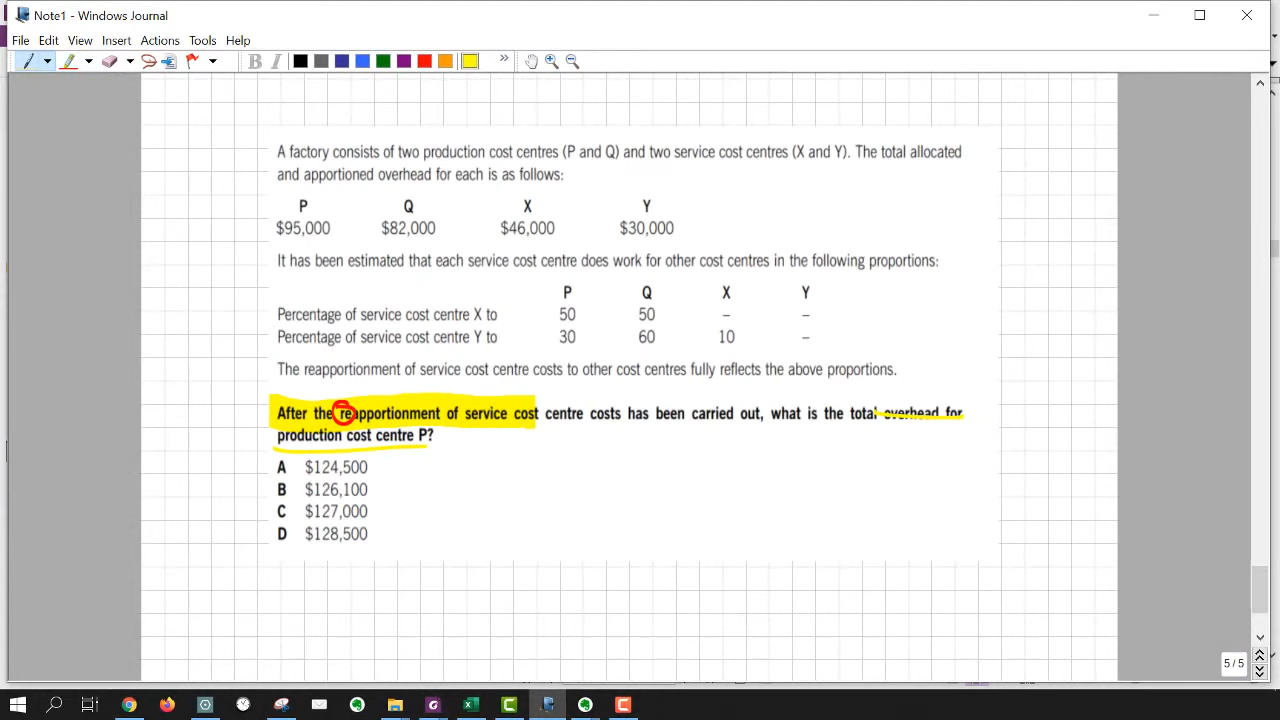 Note1 - Windows Journal
File Edit View Insert Actions Tools Help
B I
A factory consists of two production cost centres (P and Q) and two service cost centres (X and Y). The total allocated
and apportioned overhead for each is as follows:
P Q X Y
$95,000 $82,000 $46,000 $30,000
It has been estimated that each service cost centre does work for other cost centres in the following proportions:
P Q X Y
Percentage of service cost centre X to 50 50 – –
Percentage of service cost centre Y to 30 60 10 –
The reapportionment of service cost centre costs to other cost centres fully reflects the above proportions.
After the reapportionment of service cost centre costs has been carried out, what is the total overhead for
production cost centre P?
A $124,500
B $126,100
C $127,000
D $128,500
5 / 5